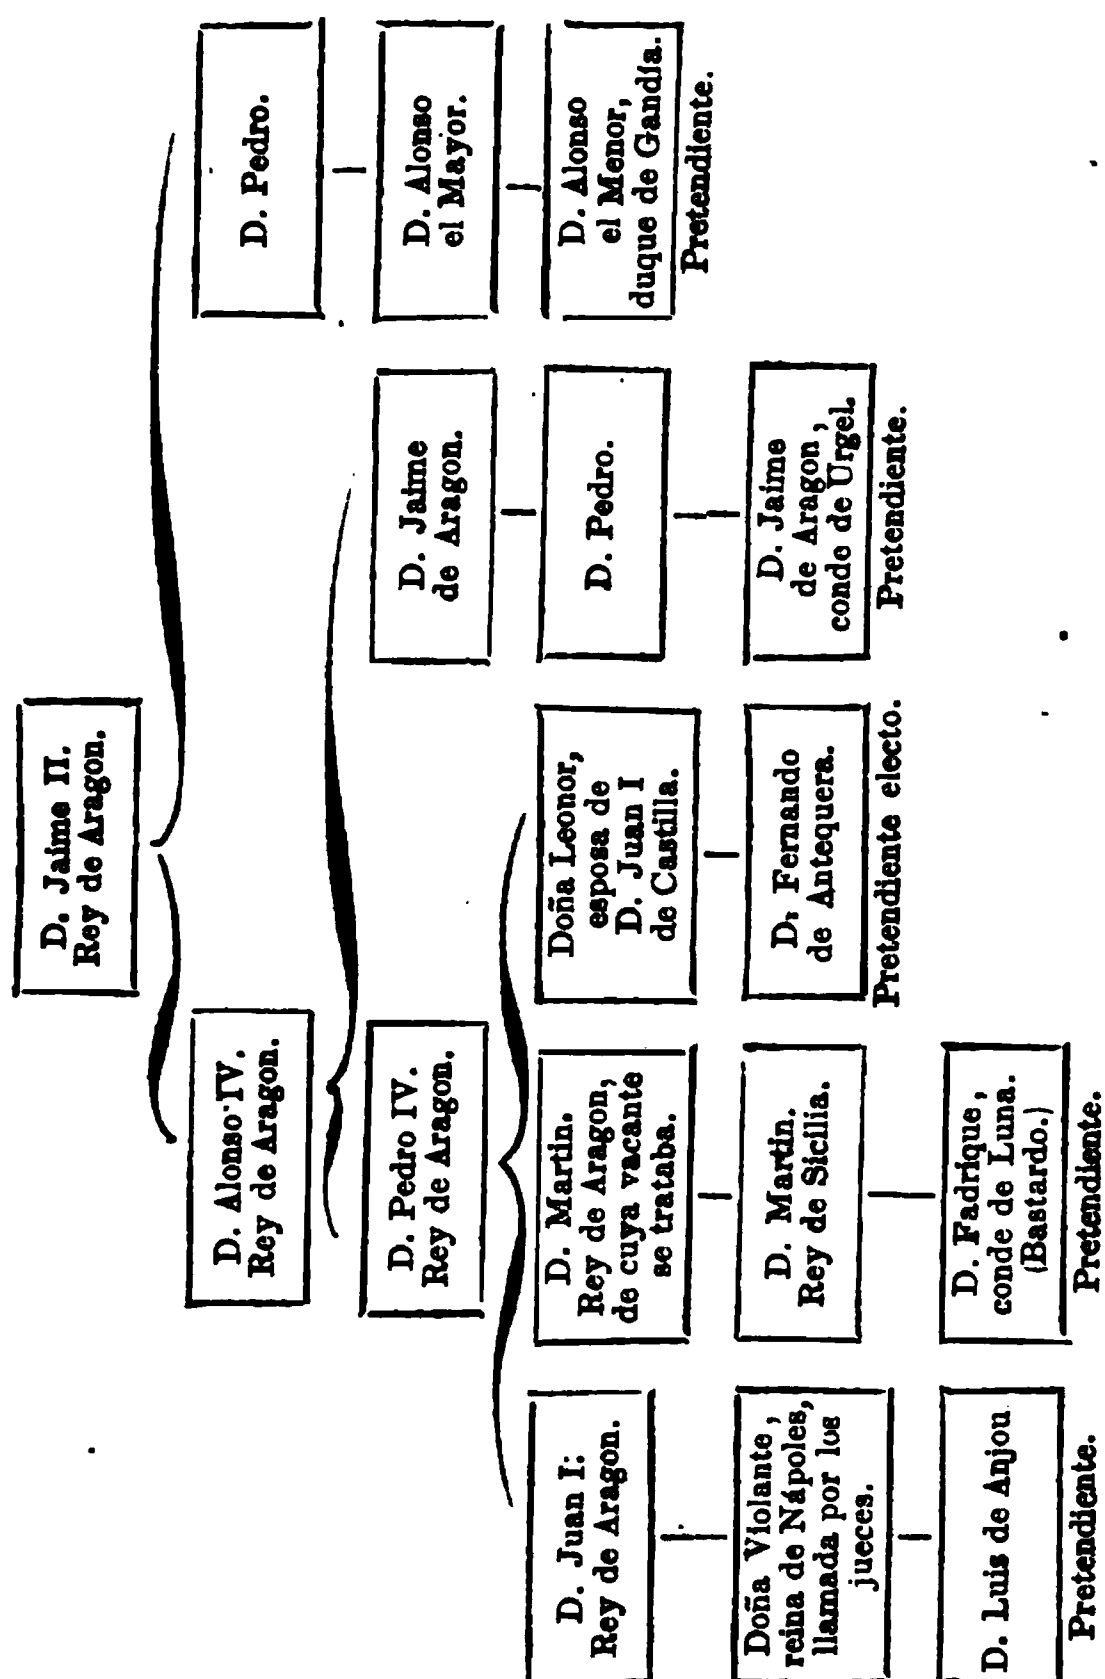 D. Jaime II.
Rey de Aragon.
D. Alonso IV.
Rey de Aragon.
D. Pedro.
D. Pedro IV.
Rey de Aragon.
D. Jaime
de Aragon.
D. Alonso
el Mayor.
D. Juan I:
Rey de Aragon.
D. Martin.
Rey de Aragon,
de cuya vacante
se trataba.
Doña Leonor,
esposa de
D. Juan I
de Castilla.
D. Pedro.
D. Alonso
el Menor,
duque de Gandía.
Pretendiente.
Doña Violante,
reina de Nápoles,
llamada por los
jueces.
D. Martin.
Rey de Sicilia.
D. Fernando
de Antequera.
Pretendiente electo.
D. Jaime
de Aragon,
conde de Urgel.
Pretendiente.
D. Luis de Anjou
Pretendiente.
D. Fadrique,
conde de Luna.
(Bastardo.)
Pretendiente.